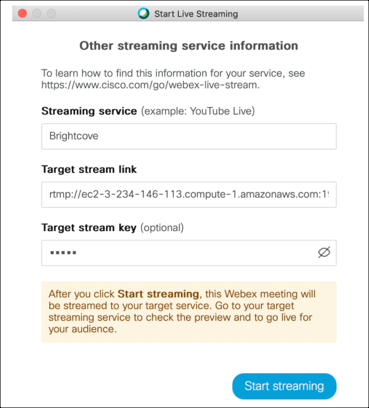 Start Live Streaming
Other streaming service information
To learn how to find this information for your service, see
https://www.cisco.com/go/webex-live-stream.
Streaming service (example: YouTube Live)
Brightcove
Target stream link
rtmp://ec2-3-234-146-113.compute-1.amazonaws.com:19
Target stream key (optional)
•••••
After you click Start streaming, this Webex meeting will
be streamed to your target service. Go to your target
streaming service to check the preview and to go live for
your audience.
Start streaming